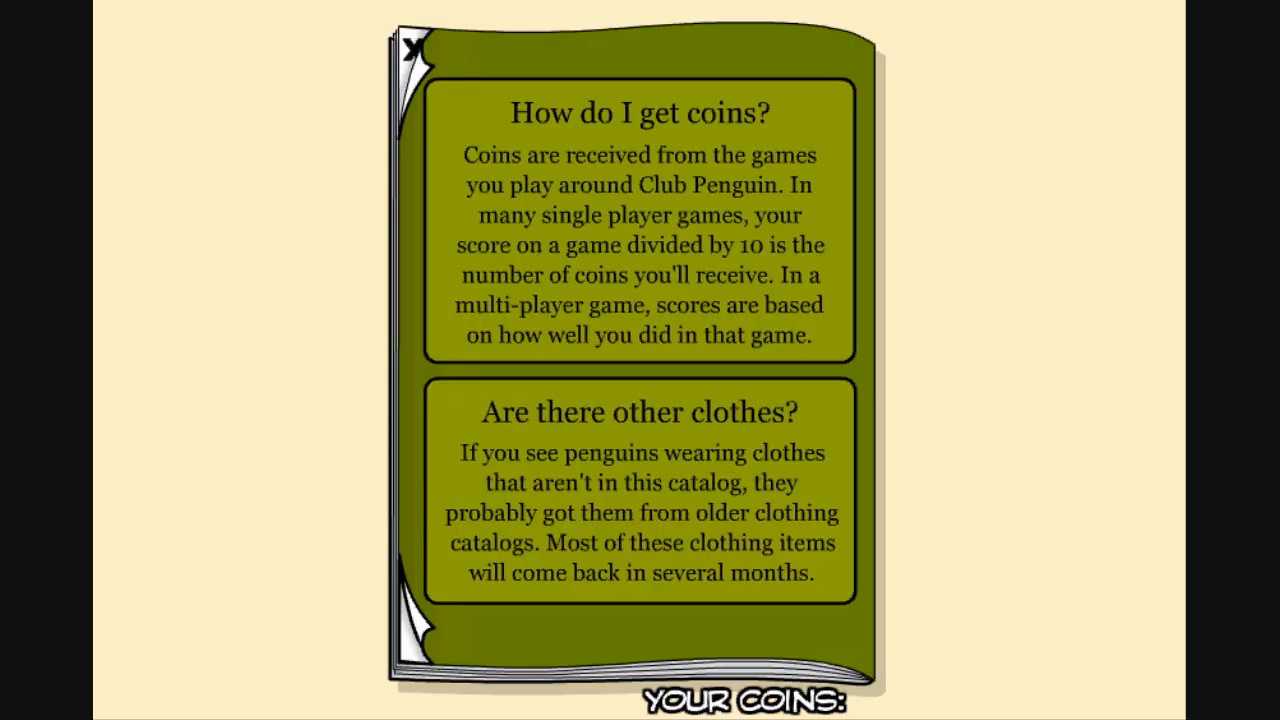 X
How do I get coins?
Coins are received from the games
you play around Club Penguin. In
many single player games, your
score on a game divided by 10 is the
number of coins you'll receive. In a
multi-player game, scores are based
on how well you did in that game.
Are there other clothes?
If you see penguins wearing clothes
that aren't in this catalog, they
probably got them from older clothing
catalogs. Most of these clothing items
will come back in several months.
YOUR COINS: